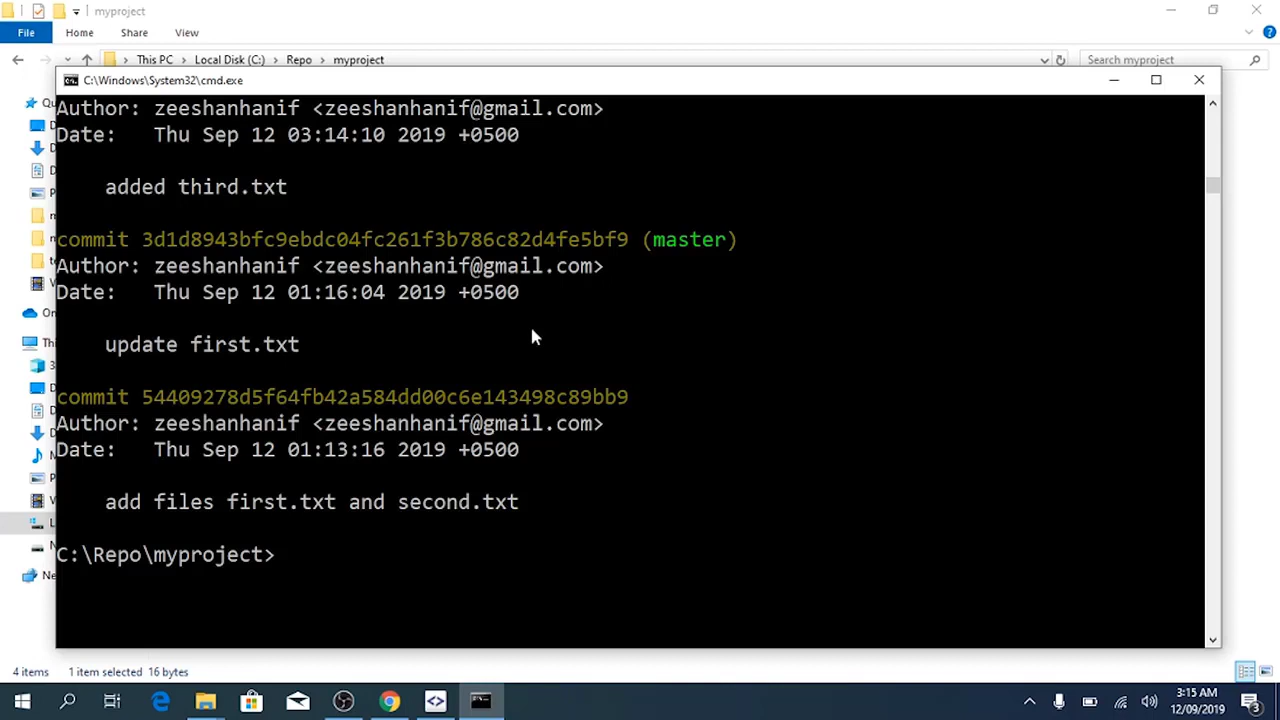 myproject
File Home Share View
This PC Local Disk (C:) Repo myproject Search myproject
C:\Windows\System32\cmd.exe
Author: zeeshanhanif <zeeshanhanif@gmail.com>
Date: Thu Sep 12 03:14:10 2019 +0500
added third.txt
commit 3d1d8943bfc9ebdc04fc261f3b786c82d4fe5bf9 (master)
Author: zeeshanhanif <zeeshanhanif@gmail.com>
Date: Thu Sep 12 01:16:04 2019 +0500
update first.txt
commit 54409278d5f64fb42a584dd00c6e143498c89bb9
Author: zeeshanhanif <zeeshanhanif@gmail.com>
Date: Thu Sep 12 01:13:16 2019 +0500
add files first.txt and second.txt
C:\Repo\myproject>
4 items 1 item selected 16 bytes
3:15 AM
12/09/2019
3